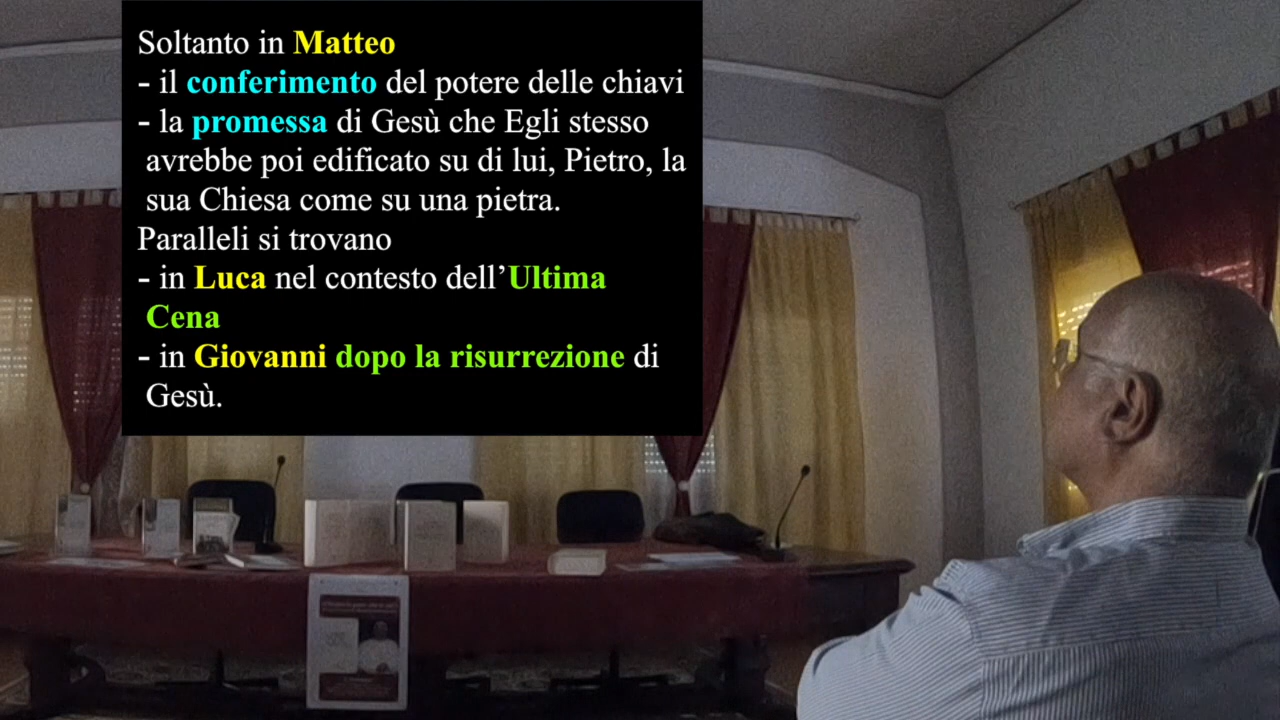 Soltanto in Matteo
- il conferimento del potere delle chiavi
- la promessa di Gesù che Egli stesso
avrebbe poi edificato su di lui, Pietro, la
sua Chiesa come su una pietra.
Paralleli si trovano
- in Luca nel contesto dell’Ultima
Cena
- in Giovanni dopo la risurrezione di
Gesù.